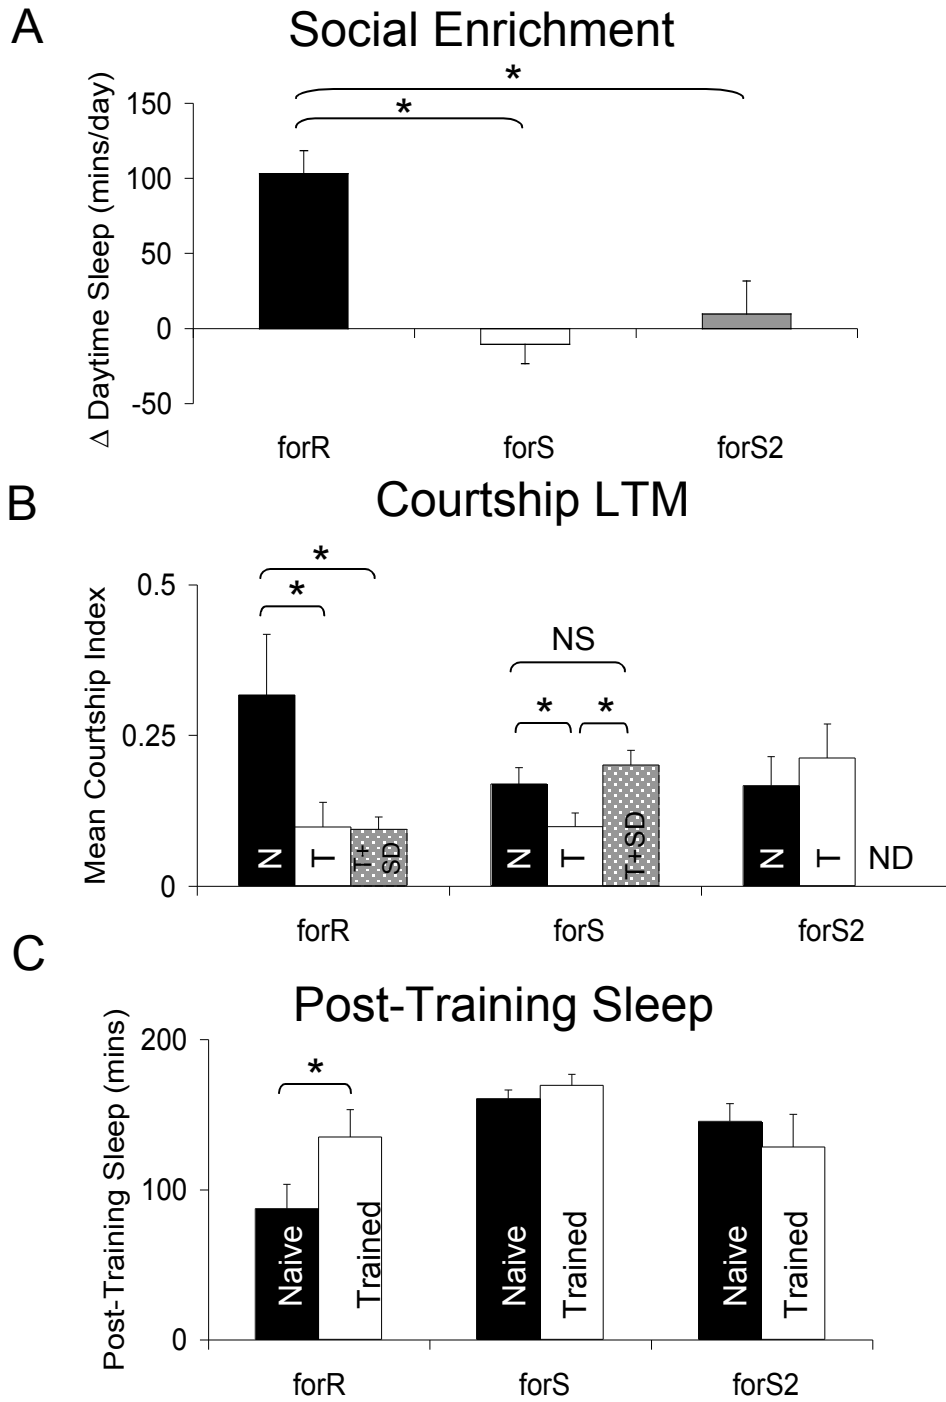 A
Social Enrichment
Δ Daytime Sleep (mins/day)
150
100
50
0
-50
*
*
forR
forS
forS2
B
Courtship LTM
Mean Courtship Index
0.5
0.25
0
*
*
NS
*
*
N
T
T+
SD
N
T
T+SD
N
T
ND
forR
forS
forS2
C
Post-Training Sleep
Post-Training Sleep (mins)
200
100
0
*
Naive
Trained
Naive
Trained
Naive
Trained
forR
forS
forS2